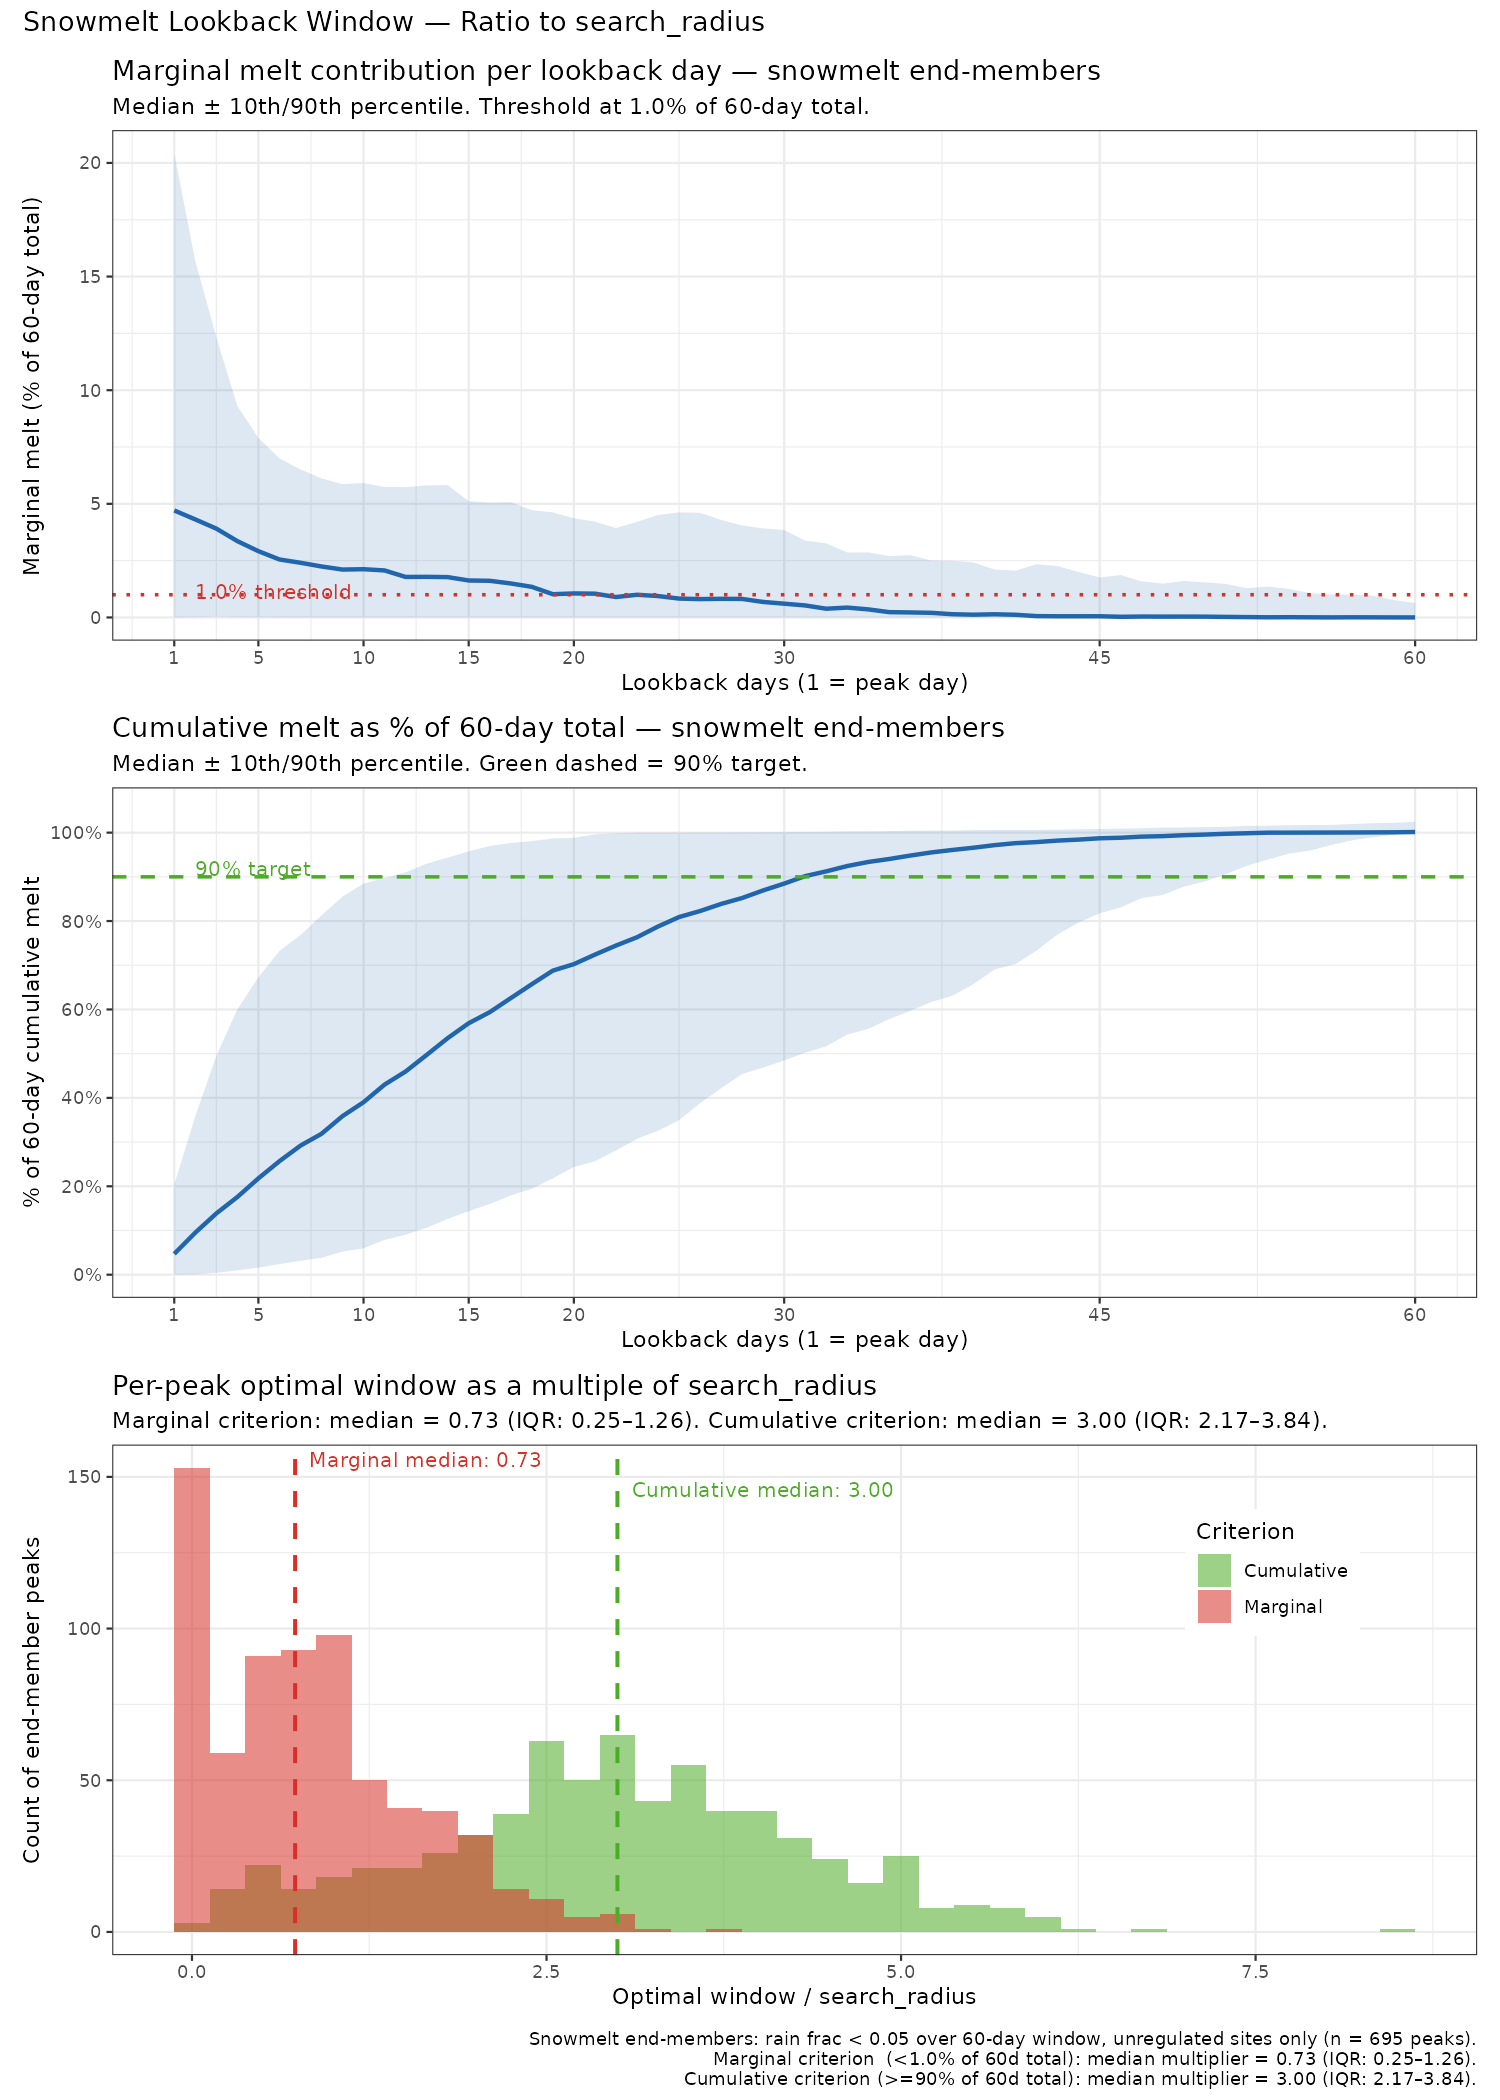 Snowmelt Lookback Window — Ratio to search_radius
Marginal melt contribution per lookback day — snowmelt end-members
Median ± 10th/90th percentile. Threshold at 1.0% of 60-day total.
Marginal melt (% of 60-day total)
20
15
10
5
0
1.0% threshold
1 5 10 15 20 30 45 60
Lookback days (1 = peak day)
Cumulative melt as % of 60-day total — snowmelt end-members
Median ± 10th/90th percentile. Green dashed = 90% target.
% of 60-day cumulative melt
100%
80%
60%
40%
20%
0%
90% target
1 5 10 15 20 30 45 60
Lookback days (1 = peak day)
Per-peak optimal window as a multiple of search_radius
Marginal criterion: median = 0.73 (IQR: 0.25–1.26). Cumulative criterion: median = 3.00 (IQR: 2.17–3.84).
Count of end-member peaks
150
100
50
0
Marginal median: 0.73
Cumulative median: 3.00
Criterion
Cumulative
Marginal
0.0 2.5 5.0 7.5
Optimal window / search_radius
Snowmelt end-members: rain frac < 0.05 over 60-day window, unregulated sites only (n = 695 peaks).
Marginal criterion  (<1.0% of 60d total): median multiplier = 0.73 (IQR: 0.25–1.26).
Cumulative criterion (>=90% of 60d total): median multiplier = 3.00 (IQR: 2.17–3.84).